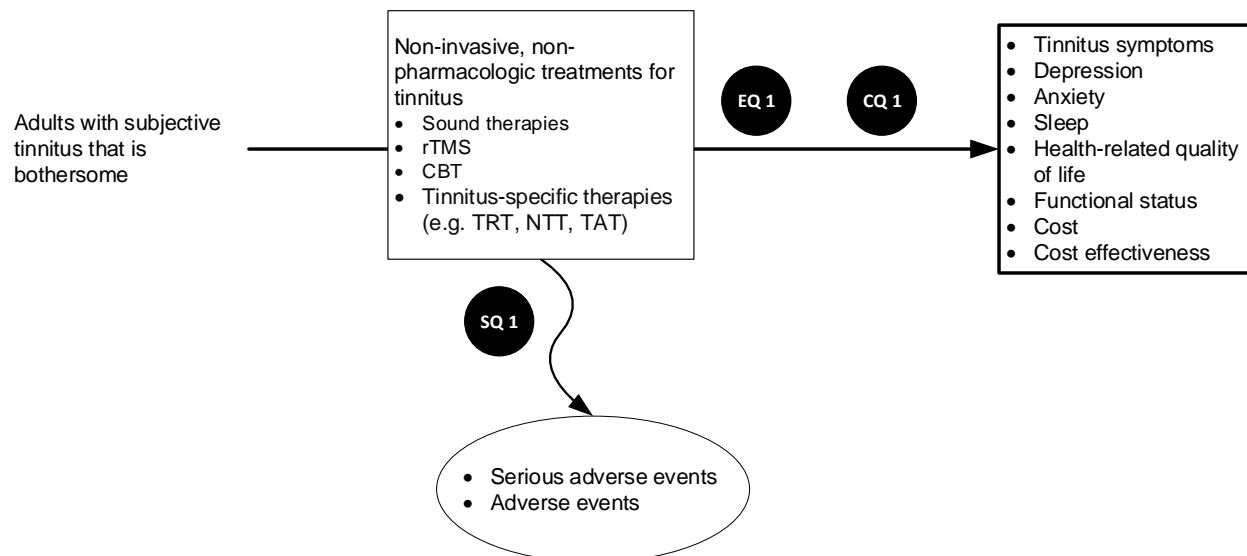 Adults with subjective
tinnitus that is
bothersome
Non-invasive, non-
pharmacologic treatments for
tinnitus
• Sound therapies
• rTMS
• CBT
• Tinnitus-specific therapies
(e.g. TRT, NTT, TAT)
EQ 1
CQ 1
• Tinnitus symptoms
• Depression
• Anxiety
• Sleep
• Health-related quality
of life
• Functional status
• Cost
• Cost effectiveness
SQ 1
• Serious adverse events
• Adverse events